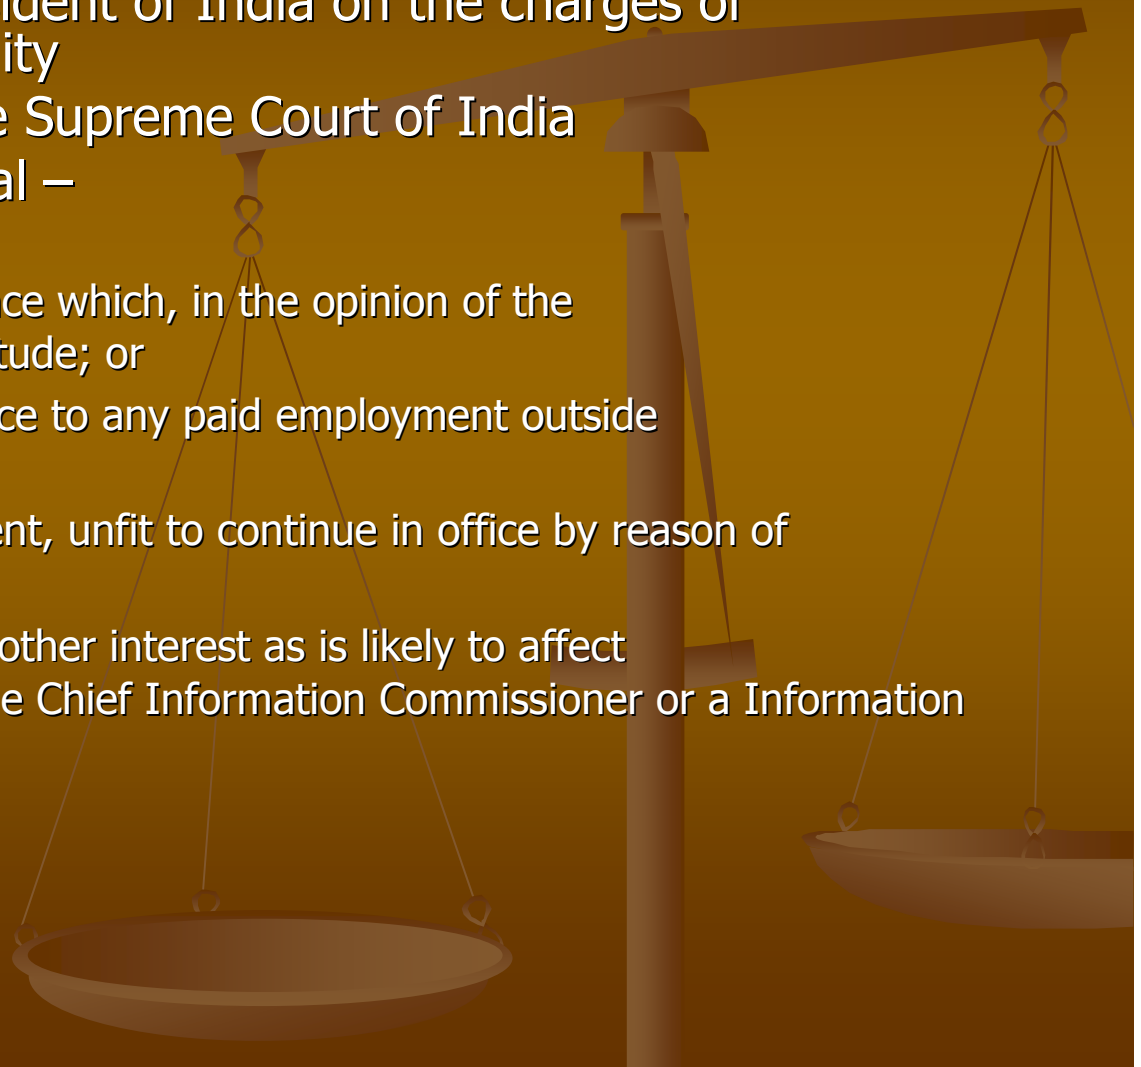 ident of India on the charges of
ity
e Supreme Court of India
al –
ce which, in the opinion of the
tude; or
ce to any paid employment outside
ent, unfit to continue in office by reason of
other interest as is likely to affect
e Chief Information Commissioner or a Information